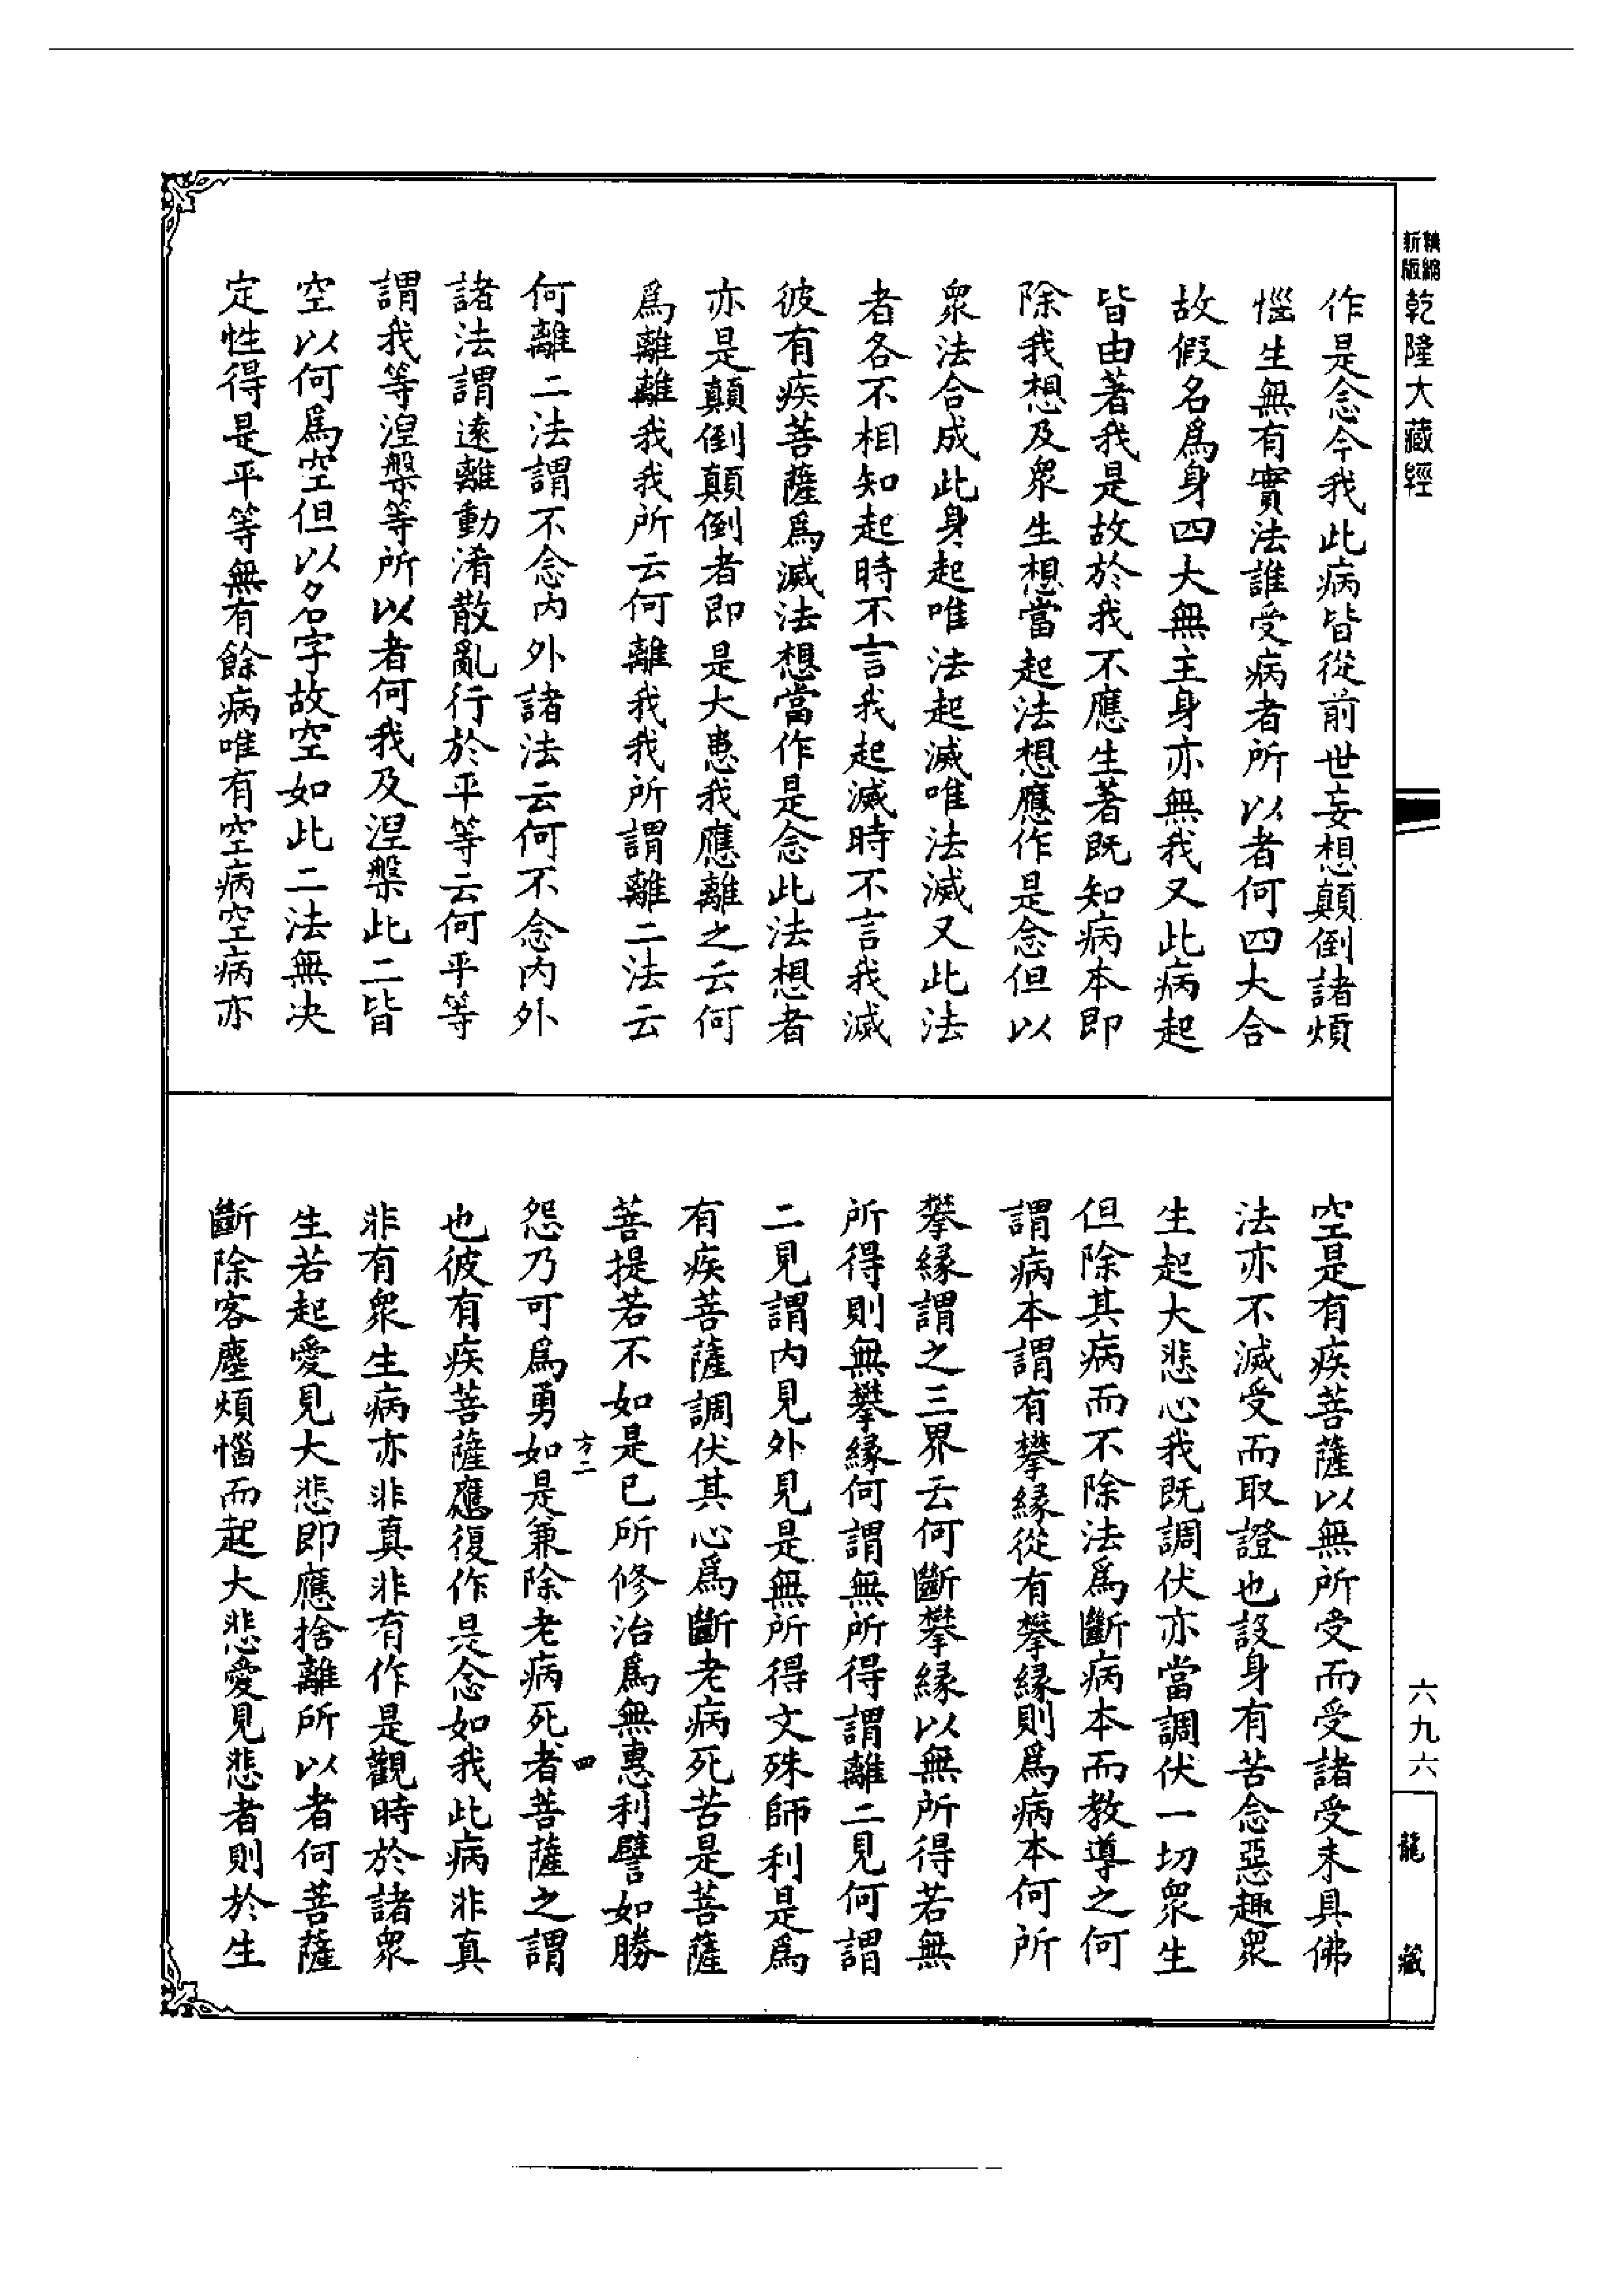 精縮新版乾隆大藏經
作是念今我此病皆從前世妄想顛倒諸煩
惱生無有實法誰受病者所以者何四大合
故假名爲身四大無主身亦無我又此病起
皆由著我是故於我不應生著既知病本即
除我想及衆生想當起法想應作是念但以
衆法合成此身起唯法起滅唯法滅又此法
者各不相知起時不言我起滅時不言我滅
彼有疾菩薩爲滅法想當作是念此法想者
亦是顛倒顛倒者即是大患我應離之云何
爲離離我我所云何離我我所謂離二法云
何離二法謂不念內外諸法云何不念內外
諸法謂遠離動淆散亂行於平等云何平等
謂我等涅槃等所以者何我及涅槃此二皆
空以何爲空但以名字故空如此二法無决
定性得是平等無有餘病唯有空病空病亦
空是有疾菩薩以無所受而受諸受未具佛
法亦不滅受而取證也設身有苦念惡趣衆
生起大悲心我既調伏亦當調伏一切衆生
但除其病而不除法爲斷病本而教導之何
謂病本謂有攀緣從有攀緣則爲病本何所
攀緣謂之三界云何斷攀緣以無所得若無
所得則無攀緣何謂無所得謂離二見何謂
二見謂內見外見是無所得文殊師利是爲
有疾菩薩調伏其心爲斷老病死苦是菩薩
菩提若不如是已所修治爲無惠利譬如勝
方二
四
怨乃可爲勇如是兼除老病死者菩薩之謂
也彼有疾菩薩應復作是念如我此病非真
非有衆生病亦非真非有作是觀時於諸衆
生若起愛見大悲即應捨離所以者何菩薩
斷除客塵煩惱而起大悲愛見悲者則於生
六九六
龍藏